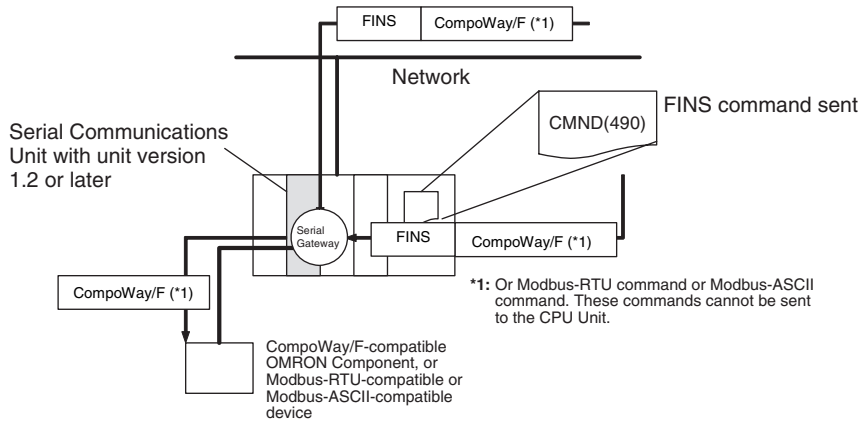 FINS
CompoWay/F (*1)
Network
FINS command sent
CMND(490)
Serial Communications
Unit with unit version
1.2 or later
Serial
Gateway
FINS
CompoWay/F (*1)
CompoWay/F (*1)
*1: Or Modbus-RTU command or Modbus-ASCII
command. These commands cannot be sent
to the CPU Unit.
CompoWay/F-compatible
OMRON Component, or
Modbus-RTU-compatible or
Modbus-ASCII-compatible
device